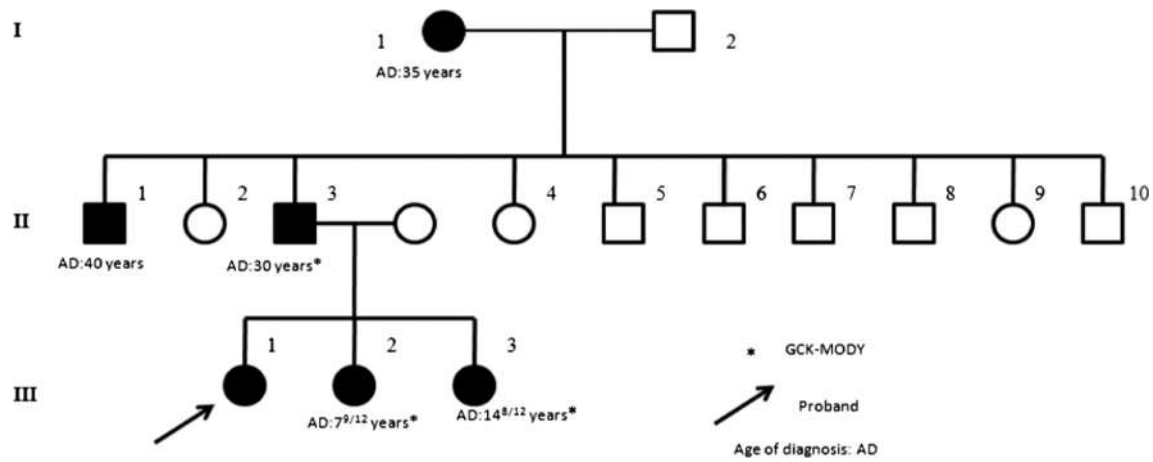 I
1
2
AD:35 years
1
2
3
4
5
6
7
8
9
10
II
AD:40 years
AD:30 years*
1
2
3
* GCK-MODY
III
AD:7 9/12 years*
AD:14 8/12 years*
Proband
Age of diagnosis: AD